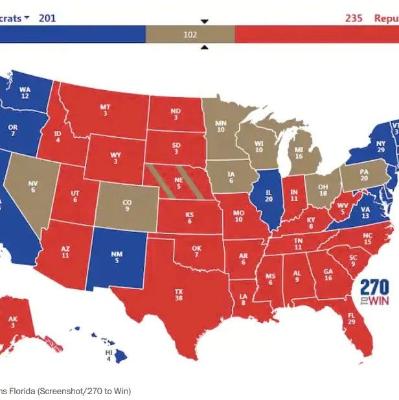 crats 201
235 Repu
102
WA
12
OR
7
NV
6
ID
4
MT
3
WY
3
UT
6
AZ
11
CO
9
NM
5
ND
3
SD
3
NE
5
KS
6
OK
7
TX
38
MN
10
IA
6
MO
10
AR
6
LA
8
WI
10
IL
20
MI
16
IN
11
OH
18
KY
8
TN
11
MS
6
AL
9
GA
16
FL
29
SC
9
NC
15
VA
13
WV
5
PA
20
NY
29
VT
3
AK
3
HI
4
270
TO
WIN
ns Florida (Screenshot/270 to Win)